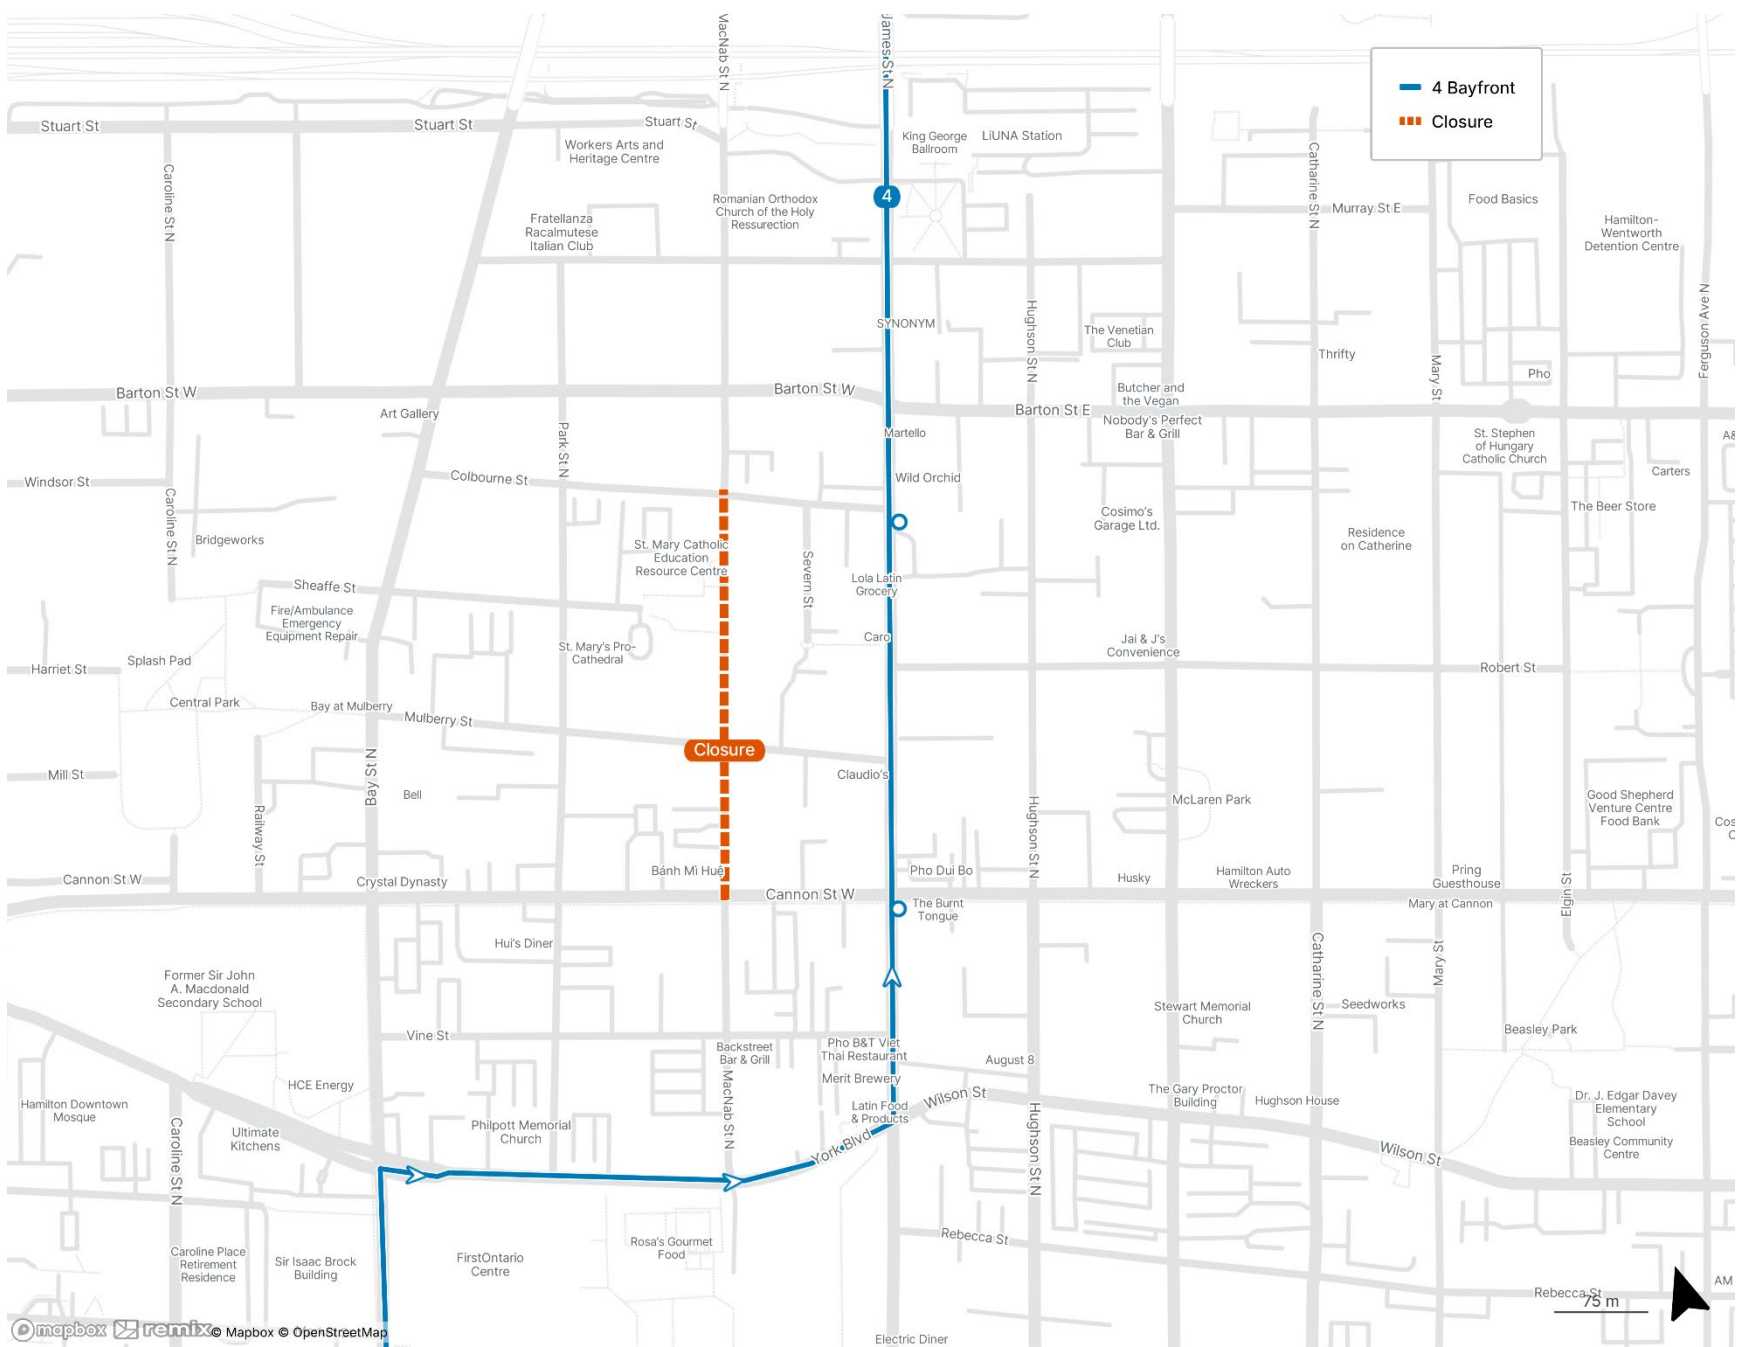 MacNab St N
James St N
4 Bayfront
Closure
Stuart St
Stuart St
Stuart St
Workers Arts and
Heritage Centre
King George
Ballroom
LiUNA Station
Caroline St N
Catharine St N
4
Romanian Orthodox
Church of the Holy
Ressurection
Fratellanza
Racalmutese
Italian Club
Murray St E
Food Basics
Hamilton-
Wentworth
Detention Centre
SYNONYM
Hughson St N
The Venetian
Club
Thrifty
Mary St
Pho
Ferguson Ave N
Barton St W
Barton St W
Barton St E
Butcher and
the Vegan
Art Gallery
Martello
Nobody's Perfect
Bar & Grill
St. Stephen
of Hungary
Catholic Church
Carters
Park St N
Windsor St
Colbourne St
Wild Orchid
Caroline St N
Bridgeworks
Cosimo's
Garage Ltd.
The Beer Store
Residence
on Catherine
St. Mary Catholic
Education
Resource Centre
Severn St
Lola Latin
Grocery
Sheaffe St
Fire/Ambulance
Emergency
Equipment Repair
Caro
St. Mary's Pro-
Cathedral
Jai & J's
Convenience
Harriet St
Splash Pad
Robert St
Central Park
Bay at Mulberry
Mulberry St
Closure
Mill St
Bay St N
Bell
Claudio's
McLaren Park
Good Shepherd
Venture Centre
Food Bank
Railway St
Hughson St N
Cannon St W
Crystal Dynasty
Bánh Mì Huệ
Cannon St W
Pho Dui Bo
Husky
Hamilton Auto
Wreckers
Pring
Guesthouse
Mary at Cannon
Elgin St
The Burnt
Tongue
Hui's Diner
Former Sir John
A. Macdonald
Secondary School
Catharine St N
Mary St
Stewart Memorial
Church
Seedworks
Beasley Park
Vine St
Backstreet
Bar & Grill
Pho B&T Viet
Thai Restaurant
August 8
Merit Brewery
HCE Energy
MacNab St N
Latin Food
& Products
Wilson St
The Gary Proctor
Building
Hughson House
Dr. J. Edgar Davey
Elementary
School
Hamilton Downtown
Mosque
Caroline St N
Ultimate
Kitchens
Philpott Memorial
Church
York Blvd
Hughson St N
Wilson St
Beasley Community
Centre
Caroline Place
Retirement
Residence
Sir Isaac Brock
Building
FirstOntario
Centre
Rosa's Gourmet
Food
Rebecca St
Rebecca St
75 m
AM
Electric Diner
mapbox remix © Mapbox © OpenStreetMap